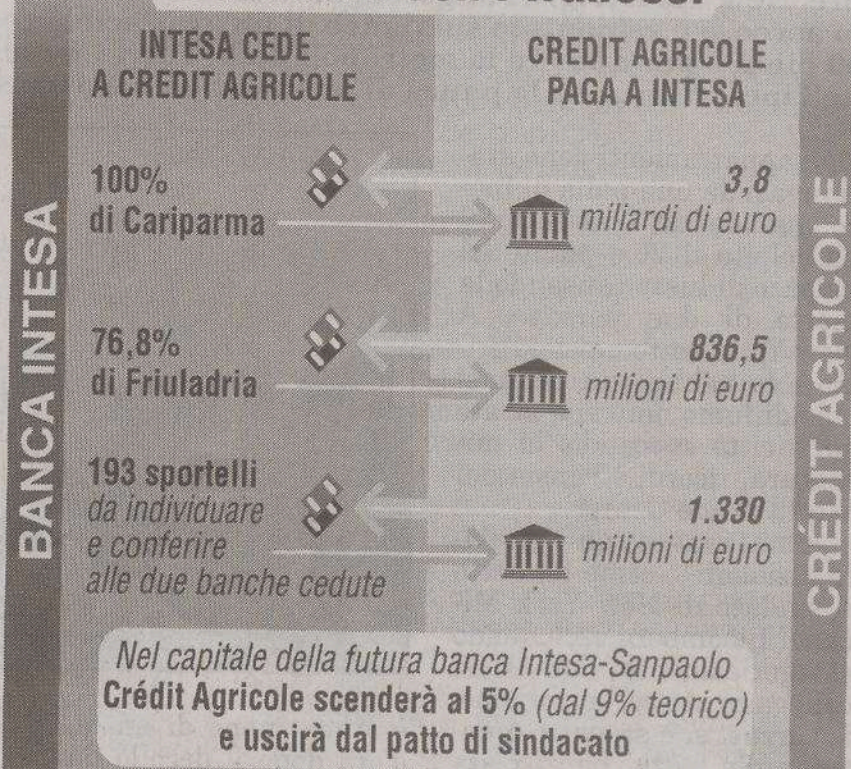 INTESA CEDE
A CREDIT AGRICOLE
CREDIT AGRICOLE
PAGA A INTESA
BANCA INTESA
100%
di Cariparma
3,8
miliardi di euro
76,8%
di Friuladria
836,5
milioni di euro
193 sportelli
da individuare
e conferire
alle due banche cedute
1.330
milioni di euro
CRÉDIT AGRICOLE
Nel capitale della futura banca Intesa-Sanpaolo
Crédit Agricole scenderà al 5% (dal 9% teorico)
e uscirà dal patto di sindacato